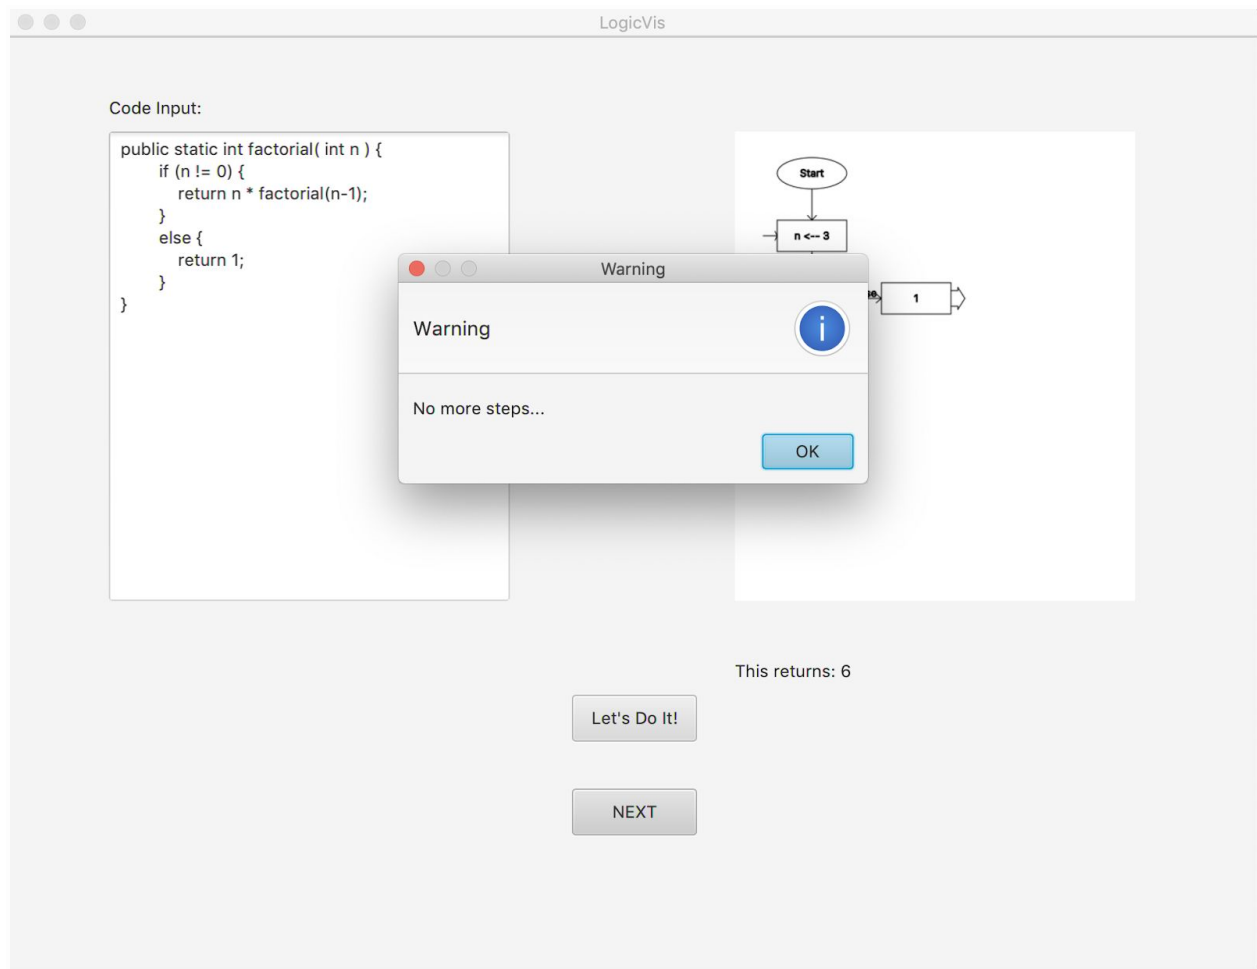 LogicVis
Code Input:
public static int factorial( int n ) {
if (n != 0) {
return n * factorial(n-1);
}
else {
return 1;
}
}
Start
n <-- 3
1
Warning
Warning
No more steps...
OK
This returns: 6
Let's Do It!
NEXT